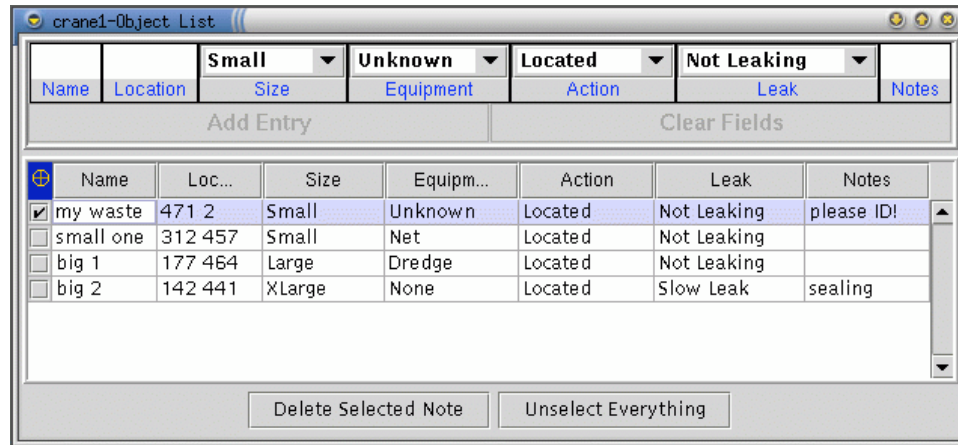 crane1-Object List
Small Unknown Located Not Leaking
Name Location Size Equipment Action Leak Notes
Add Entry Clear Fields
Name Loc... Size Equipm... Action Leak Notes
my waste 471 2 Small Unknown Located Not Leaking please ID!
small one 312 457 Small Net Located Not Leaking
big 1 177 464 Large Dredge Located Not Leaking
big 2 142 441 XLarge None Located Slow Leak sealing
Delete Selected Note Unselect Everything